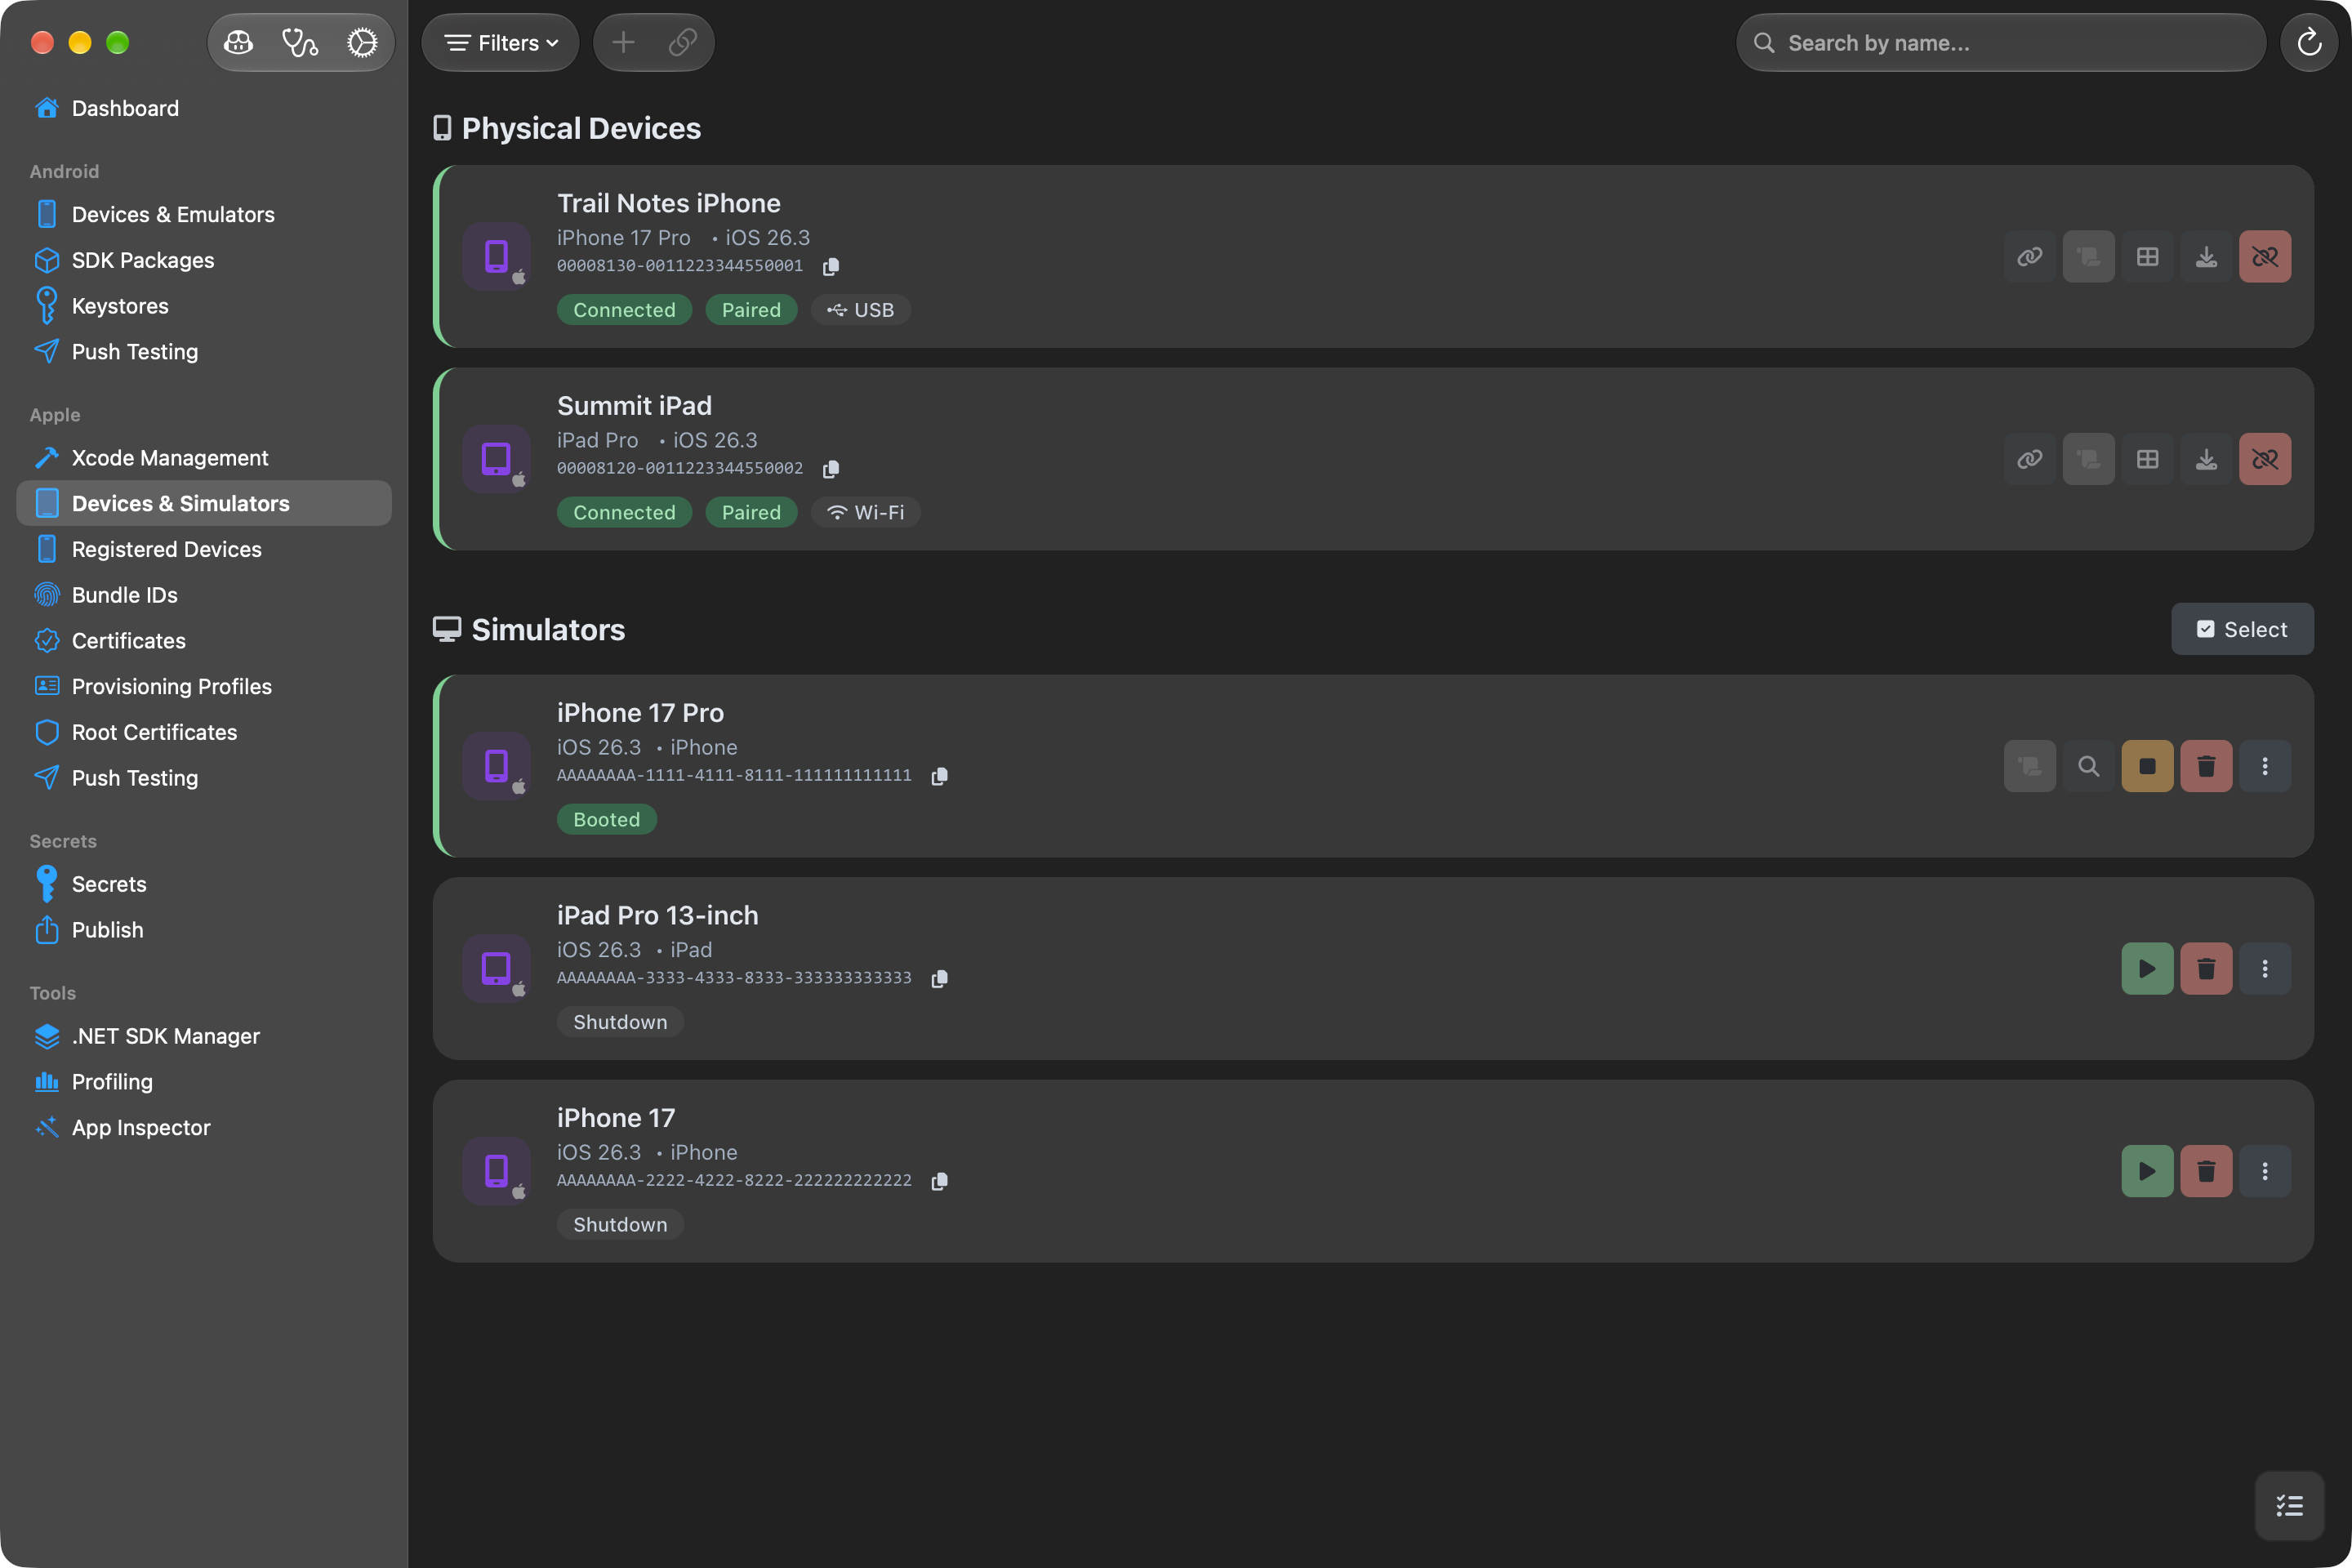 Filters
Search by name...
Dashboard
Android
Devices & Emulators
SDK Packages
Keystores
Push Testing
Apple
Xcode Management
Devices & Simulators
Registered Devices
Bundle IDs
Certificates
Provisioning Profiles
Root Certificates
Push Testing
Secrets
Secrets
Publish
Tools
.NET SDK Manager
Profiling
App Inspector
Physical Devices
Trail Notes iPhone
iPhone 17 Pro • iOS 26.3
00008130-0011223344550001
Connected Paired USB
Summit iPad
iPad Pro • iOS 26.3
00008120-0011223344550002
Connected Paired Wi-Fi
Simulators
Select
iPhone 17 Pro
iOS 26.3 • iPhone
AAAAAAAA-1111-4111-8111-111111111111
Booted
iPad Pro 13-inch
iOS 26.3 • iPad
AAAAAAAA-3333-4333-8333-333333333333
Shutdown
iPhone 17
iOS 26.3 • iPhone
AAAAAAAA-2222-4222-8222-222222222222
Shutdown